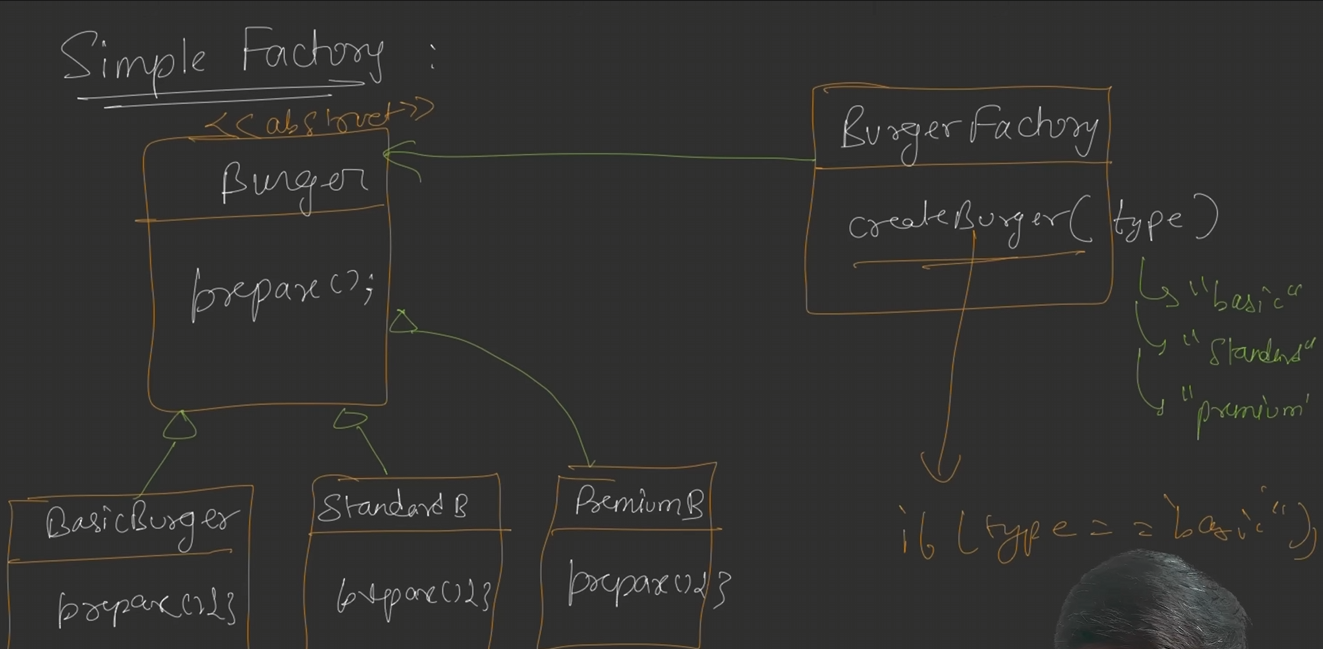 Simple Factory :
<<abstract>>
Burger
prepare();
BurgerFactory
createBurger(type)
"basic"
"Standard"
"premium"
BasicBurger
prepare(){}
StandardB
prepare(){}
PremiumB
prepare(){}
if (type == "basic")